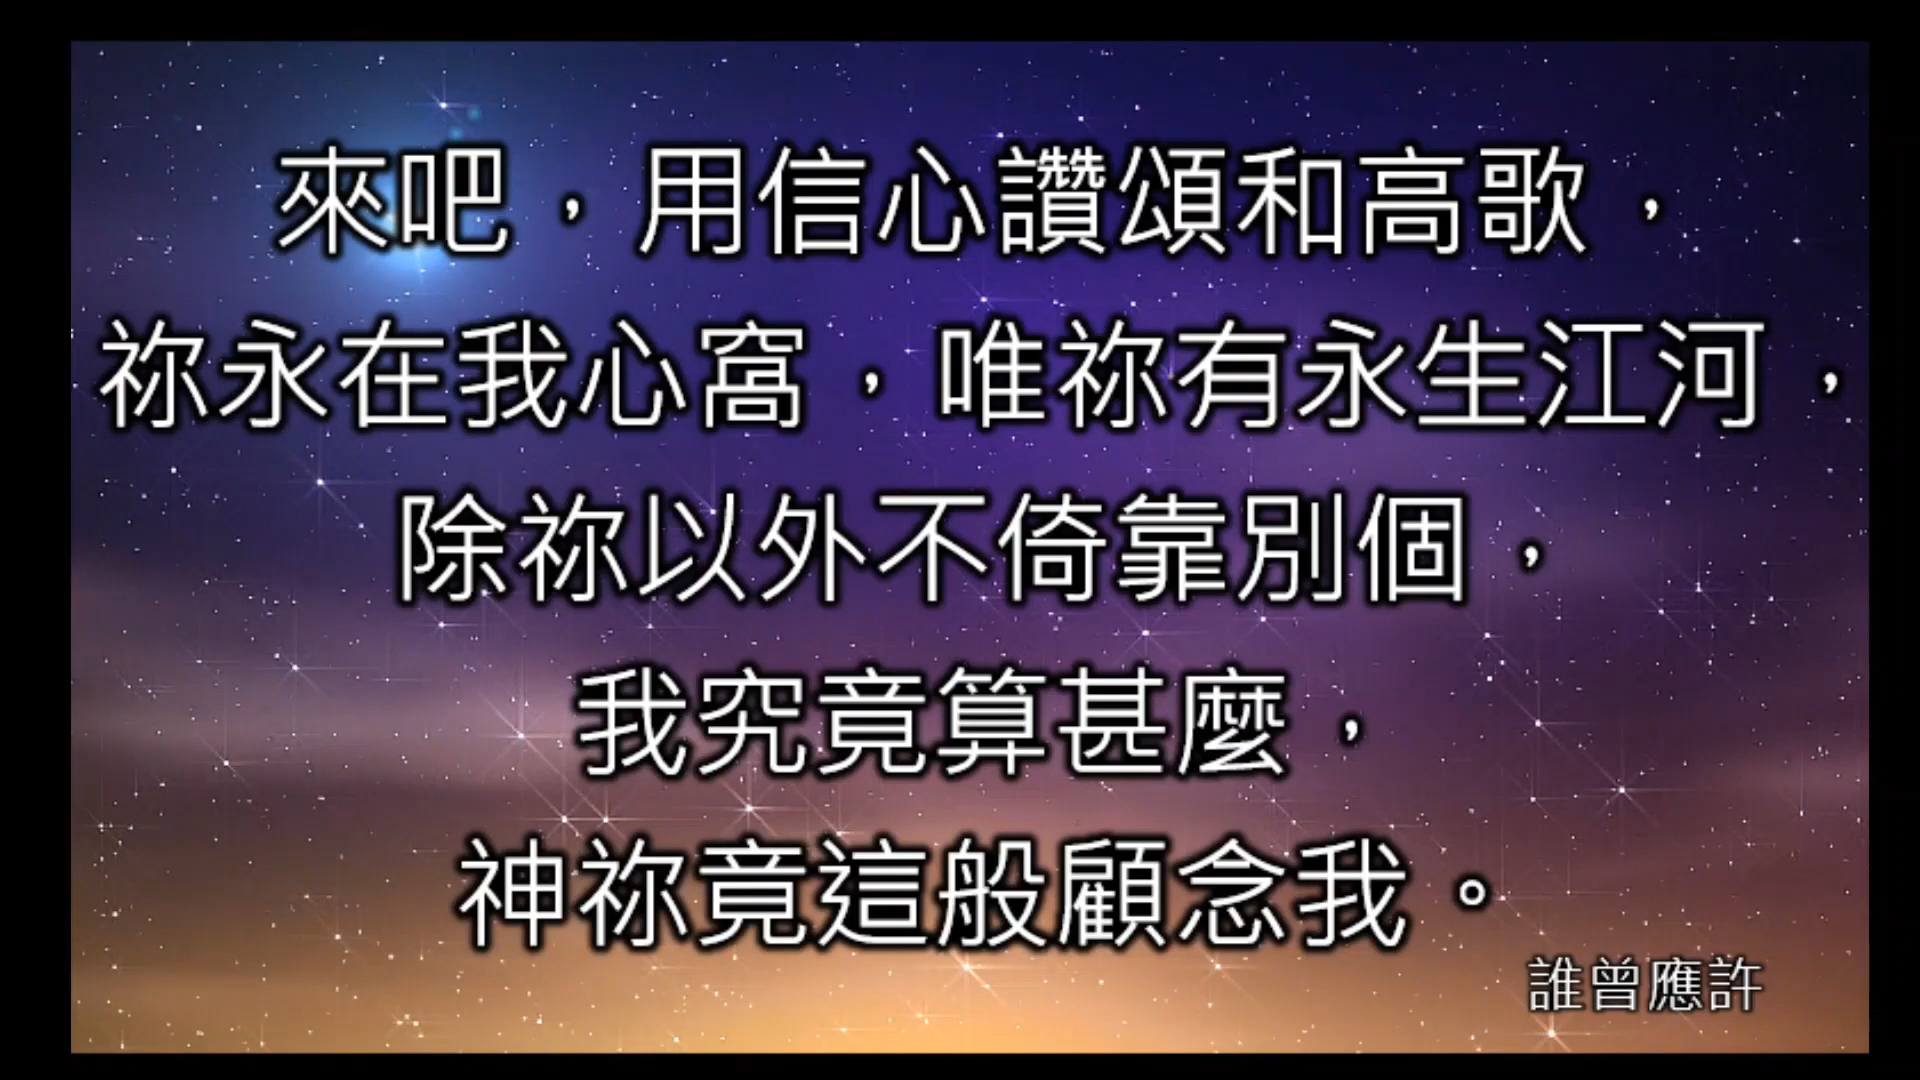 來吧，用信心讚頌和高歌，
祢永在我心窩，唯祢有永生江河，
除祢以外不倚靠別個，
我究竟算甚麼，
神祢竟這般顧念我。
誰曾應許